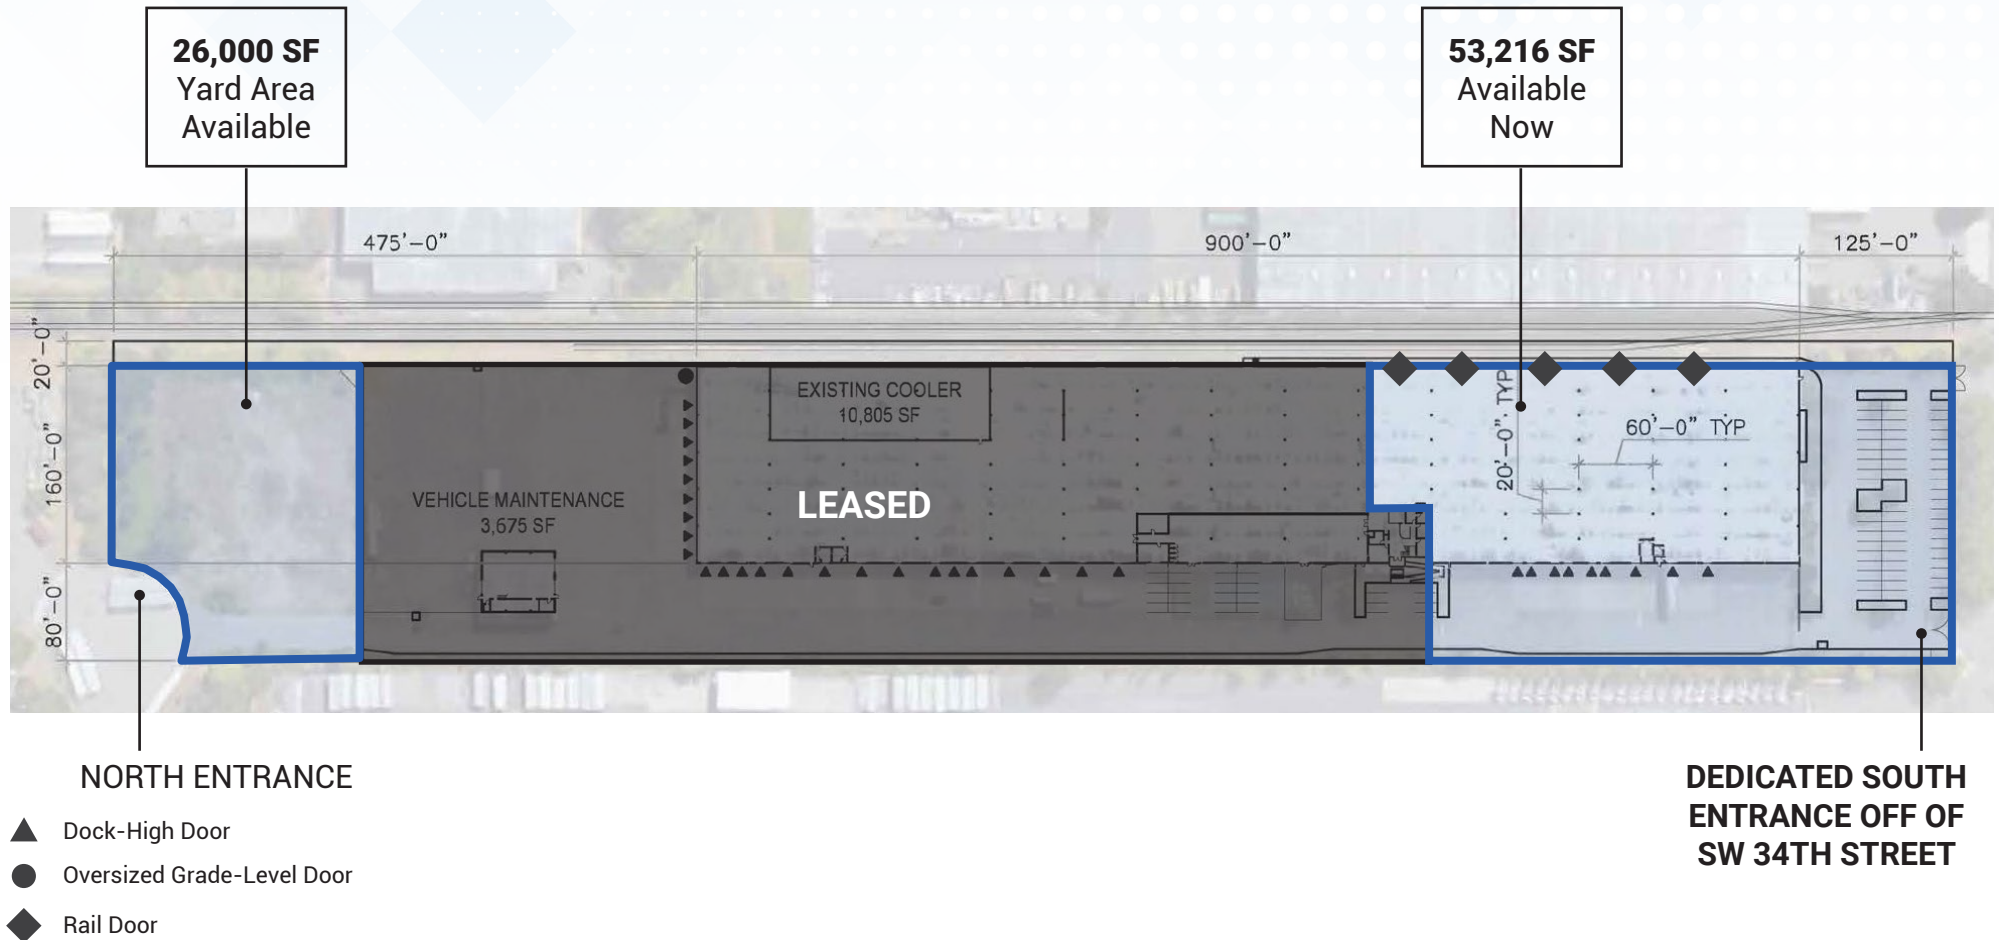 26,000 SF
Yard Area
Available
53,216 SF
Available
Now
475'-0"
900'-0"
125'-0"
20'-0"
160'-0"
80'-0"
EXISTING COOLER
10,805 SF
20'-0" TYP
60'-0" TYP
VEHICLE MAINTENANCE
3,675 SF
LEASED
NORTH ENTRANCE
DEDICATED SOUTH
ENTRANCE OFF OF
SW 34TH STREET
Dock-High Door
Oversized Grade-Level Door
Rail Door